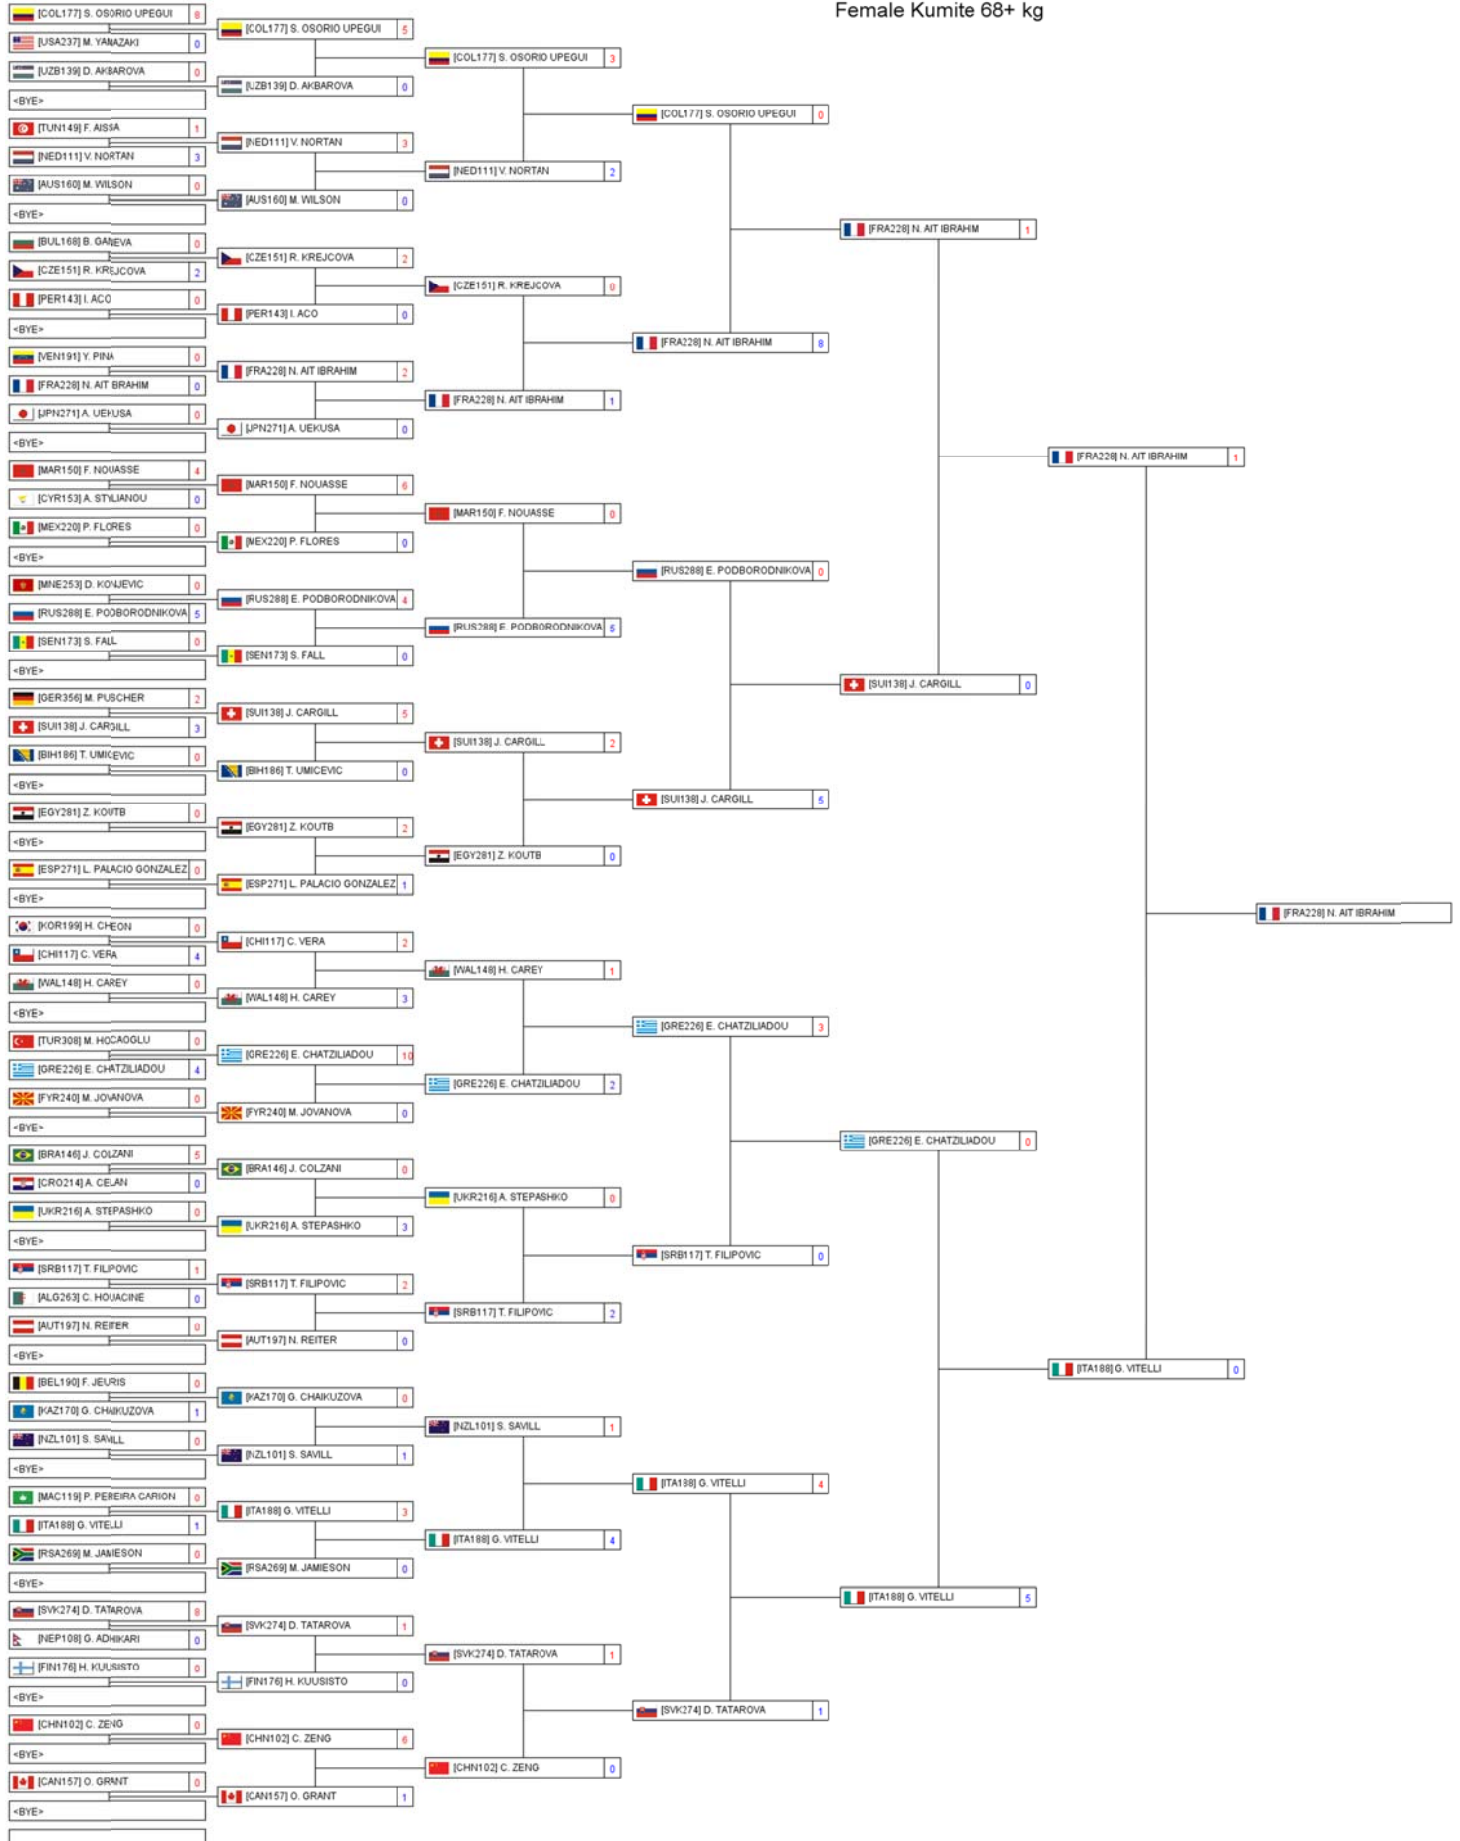 Female Kumite 68+ kg
[COL177] S. OSORIO UPEGUI 8
[USA237] M. YAMAZAKI 0
[UZB139] D. AKBAROVA 0
<BYE>
[TUN149] F. AISSA 1
[NED111] V. NORTAN 3
[AUS160] M. WILSON 0
<BYE>
[BUL168] B. GANEVA 0
[CZE151] R. KREJCOVA 2
[PER143] I. ACO 0
<BYE>
[VEN191] Y. PINA 0
[FRA228] N. AIT BRAHIM 0
[JPN271] A. UEKUSA 0
<BYE>
[MAR150] F. NOUASSE 4
[CYR153] A. STYLIANOU 0
[MEX220] P. FLORES 0
<BYE>
[MNE253] D. KONJEVIC 0
[RUS288] E. PODBORODNIKOVA 5
[SEN173] S. FALL 0
<BYE>
[GER356] M. PUSCHER 2
[SUI138] J. CARGILL 3
[BIH186] T. UMICEVIC 0
<BYE>
[EGY281] Z. KOUTB 0
<BYE>
[ESP271] L. PALACIO GONZALEZ 0
<BYE>
[KOR199] H. CHEON 0
[CHI117] C. VERA 4
[WAL148] H. CAREY 0
<BYE>
[TUR308] M. HOCAOGLU 0
[GRE226] E. CHATZILIADOU 4
[FYR240] M. JOVANOVA 0
<BYE>
[BRA146] J. COLZANI 5
[CRO214] A. CELAN 0
[UKR216] A. STEPASHKO 0
<BYE>
[SRB117] T. FILIPOVIC 1
[ALG263] C. HOUACINE 0
[AUT197] N. REITER 0
<BYE>
[BEL190] F. JEURIS 0
[KAZ170] G. CHAIKUZOVA 1
[NZL101] S. SAVILL 0
<BYE>
[MAC119] P. PEREIRA CARION 0
[ITA188] G. VITELLI 1
[RSA269] M. JAMIESON 0
<BYE>
[SVK274] D. TATAROVA 8
[NEP108] G. ADHIKARI 0
[FIN176] H. KUUSISTO 0
<BYE>
[CHN102] C. ZENG 0
<BYE>
[CAN157] O. GRANT 0
<BYE>
[COL177] S. OSORIO UPEGUI 5
[UZB139] D. AKBAROVA 0
[NED111] V. NORTAN 3
[AUS160] M. WILSON 0
[CZE151] R. KREJCOVA 2
[PER143] I. ACO 0
[FRA228] N. AIT IBRAHIM 2
[JPN271] A. UEKUSA 0
[MAR150] F. NOUASSE 6
[MEX220] P. FLORES 0
[RUS288] E. PODBORODNIKOVA 4
[SEN173] S. FALL 0
[SUI138] J. CARGILL 5
[BIH186] T. UMICEVIC 0
[EGY281] Z. KOUTB 2
[ESP271] L. PALACIO GONZALEZ 1
[CHI117] C. VERA 2
[WAL148] H. CAREY 3
[GRE226] E. CHATZILIADOU 10
[FYR240] M. JOVANOVA 0
[BRA146] J. COLZANI 0
[UKR216] A. STEPASHKO 3
[SRB117] T. FILIPOVIC 2
[AUT197] N. REITER 0
[KAZ170] G. CHAIKUZOVA 0
[NZL101] S. SAVILL 1
[ITA188] G. VITELLI 3
[RSA269] M. JAMIESON 0
[SVK274] D. TATAROVA 1
[FIN176] H. KUUSISTO 0
[CHN102] C. ZENG 6
[CAN157] O. GRANT 1
[COL177] S. OSORIO UPEGUI 3
[NED111] V. NORTAN 2
[CZE151] R. KREJCOVA 0
[FRA228] N. AIT IBRAHIM 1
[MAR150] F. NOUASSE 0
[RUS288] E. PODBORODNIKOVA 5
[SUI138] J. CARGILL 2
[EGY281] Z. KOUTB 0
[WAL148] H. CAREY 1
[GRE226] E. CHATZILIADOU 2
[UKR216] A. STEPASHKO 0
[SRB117] T. FILIPOVIC 2
[NZL101] S. SAVILL 1
[ITA188] G. VITELLI 4
[SVK274] D. TATAROVA 1
[CHN102] C. ZENG 0
[COL177] S. OSORIO UPEGUI 0
[FRA228] N. AIT IBRAHIM 8
[RUS288] E. PODBORODNIKOVA 0
[SUI138] J. CARGILL 5
[GRE226] E. CHATZILIADOU 3
[SRB117] T. FILIPOVIC 0
[ITA188] G. VITELLI 4
[SVK274] D. TATAROVA 1
[FRA228] N. AIT IBRAHIM 1
[SUI138] J. CARGILL 0
[GRE226] E. CHATZILIADOU 0
[ITA188] G. VITELLI 5
[FRA228] N. AIT IBRAHIM 1
[ITA188] G. VITELLI 0
[FRA228] N. AIT IBRAHIM